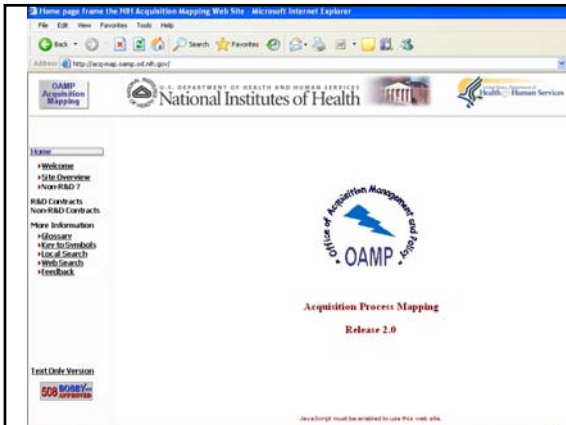 Home page frame the NIH Acquisition Mapping Web Site - Microsoft Internet Explorer
File Edit View Favorites Tools Help
Back Search Favorites
Address http://acq-map.oamp.od.nih.gov/
OAMP
Acquisition
Mapping
U.S. DEPARTMENT OF HEALTH AND HUMAN SERVICES
National Institutes of Health
Health Human Services
Home
Welcome
Site Overview
Non-R&D ?
R&D Contracts
Non-R&D Contracts
More Information
Glossary
Key to Symbols
Local Search
Web Search
Feedback
Office of Acquisition Management and Policy
OAMP
Acquisition Process Mapping
Release 2.0
Text Only Version
508 BOBBY
APPROVED
JavaScript must be enabled to use this web site.